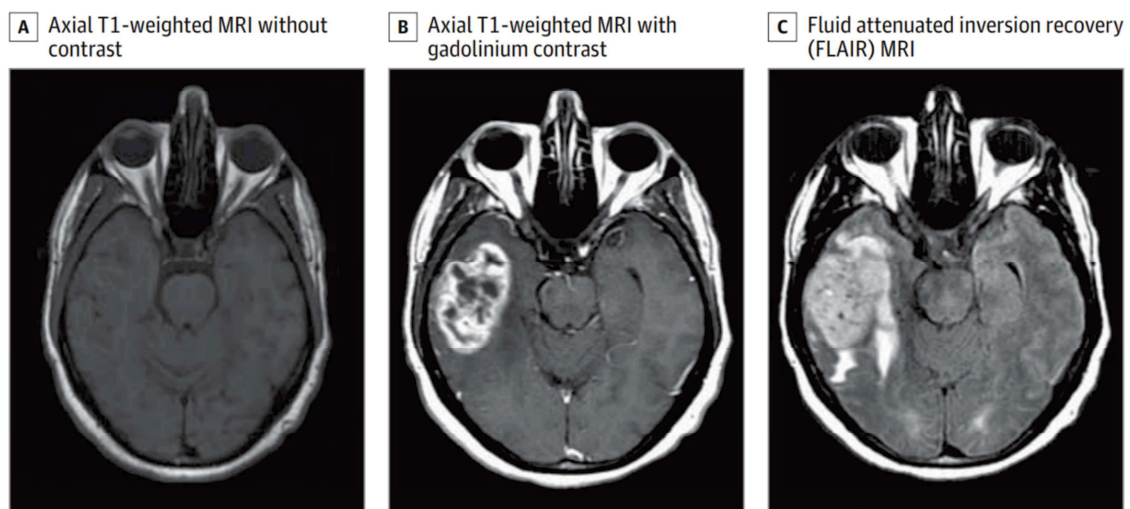 A Axial T1-weighted MRI without
contrast
B Axial T1-weighted MRI with
gadolinium contrast
C Fluid attenuated inversion recovery
(FLAIR) MRI